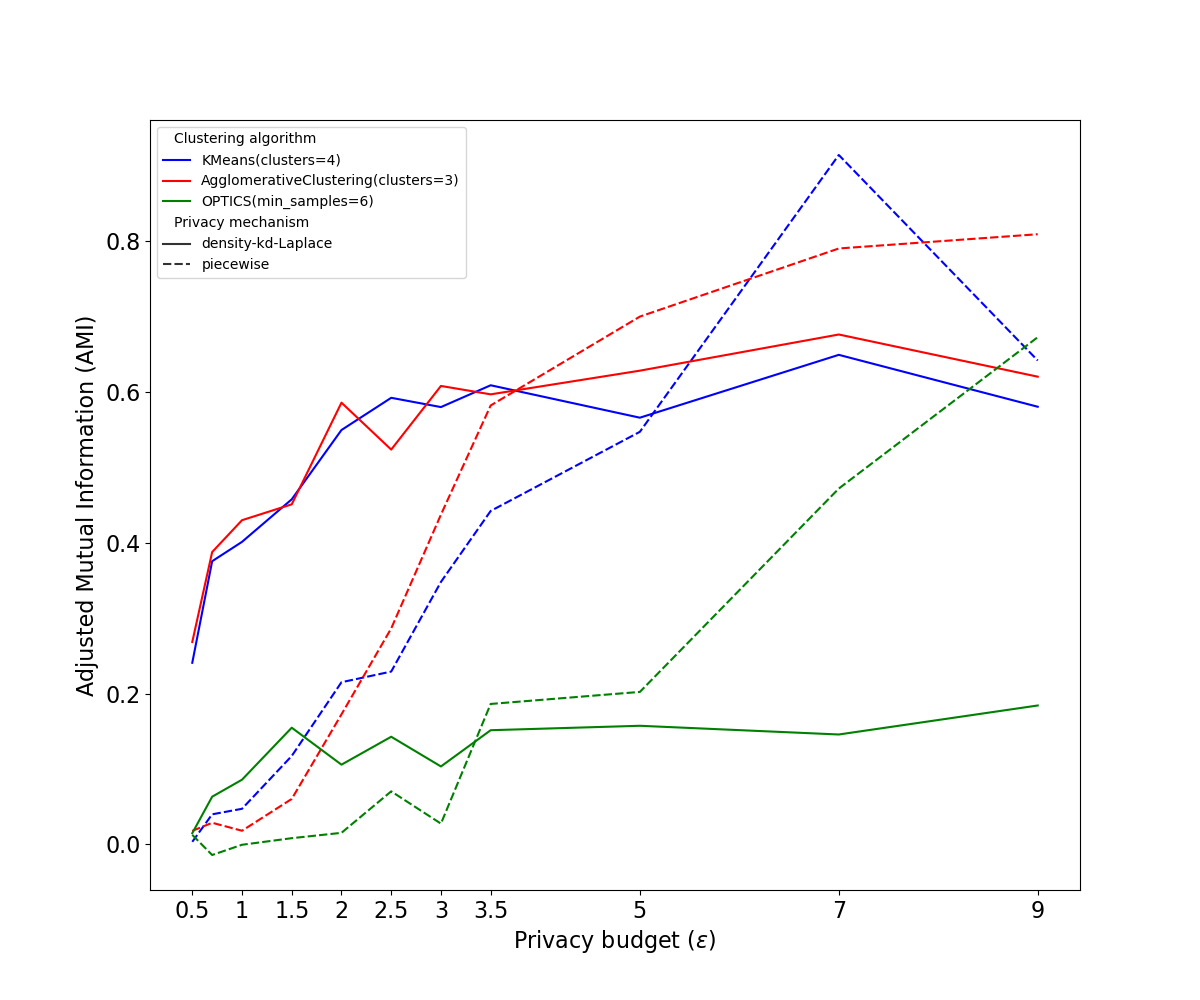 Clustering algorithm
KMeans(clusters=4)
AgglomerativeClustering(clusters=3)
OPTICS(min_samples=6)
Privacy mechanism
density-kd-Laplace
piecewise
Adjusted Mutual Information (AMI)
0.8
0.6
0.4
0.2
0.0
0.5 1 1.5 2 2.5 3 3.5 5 7 9
Privacy budget (ε)